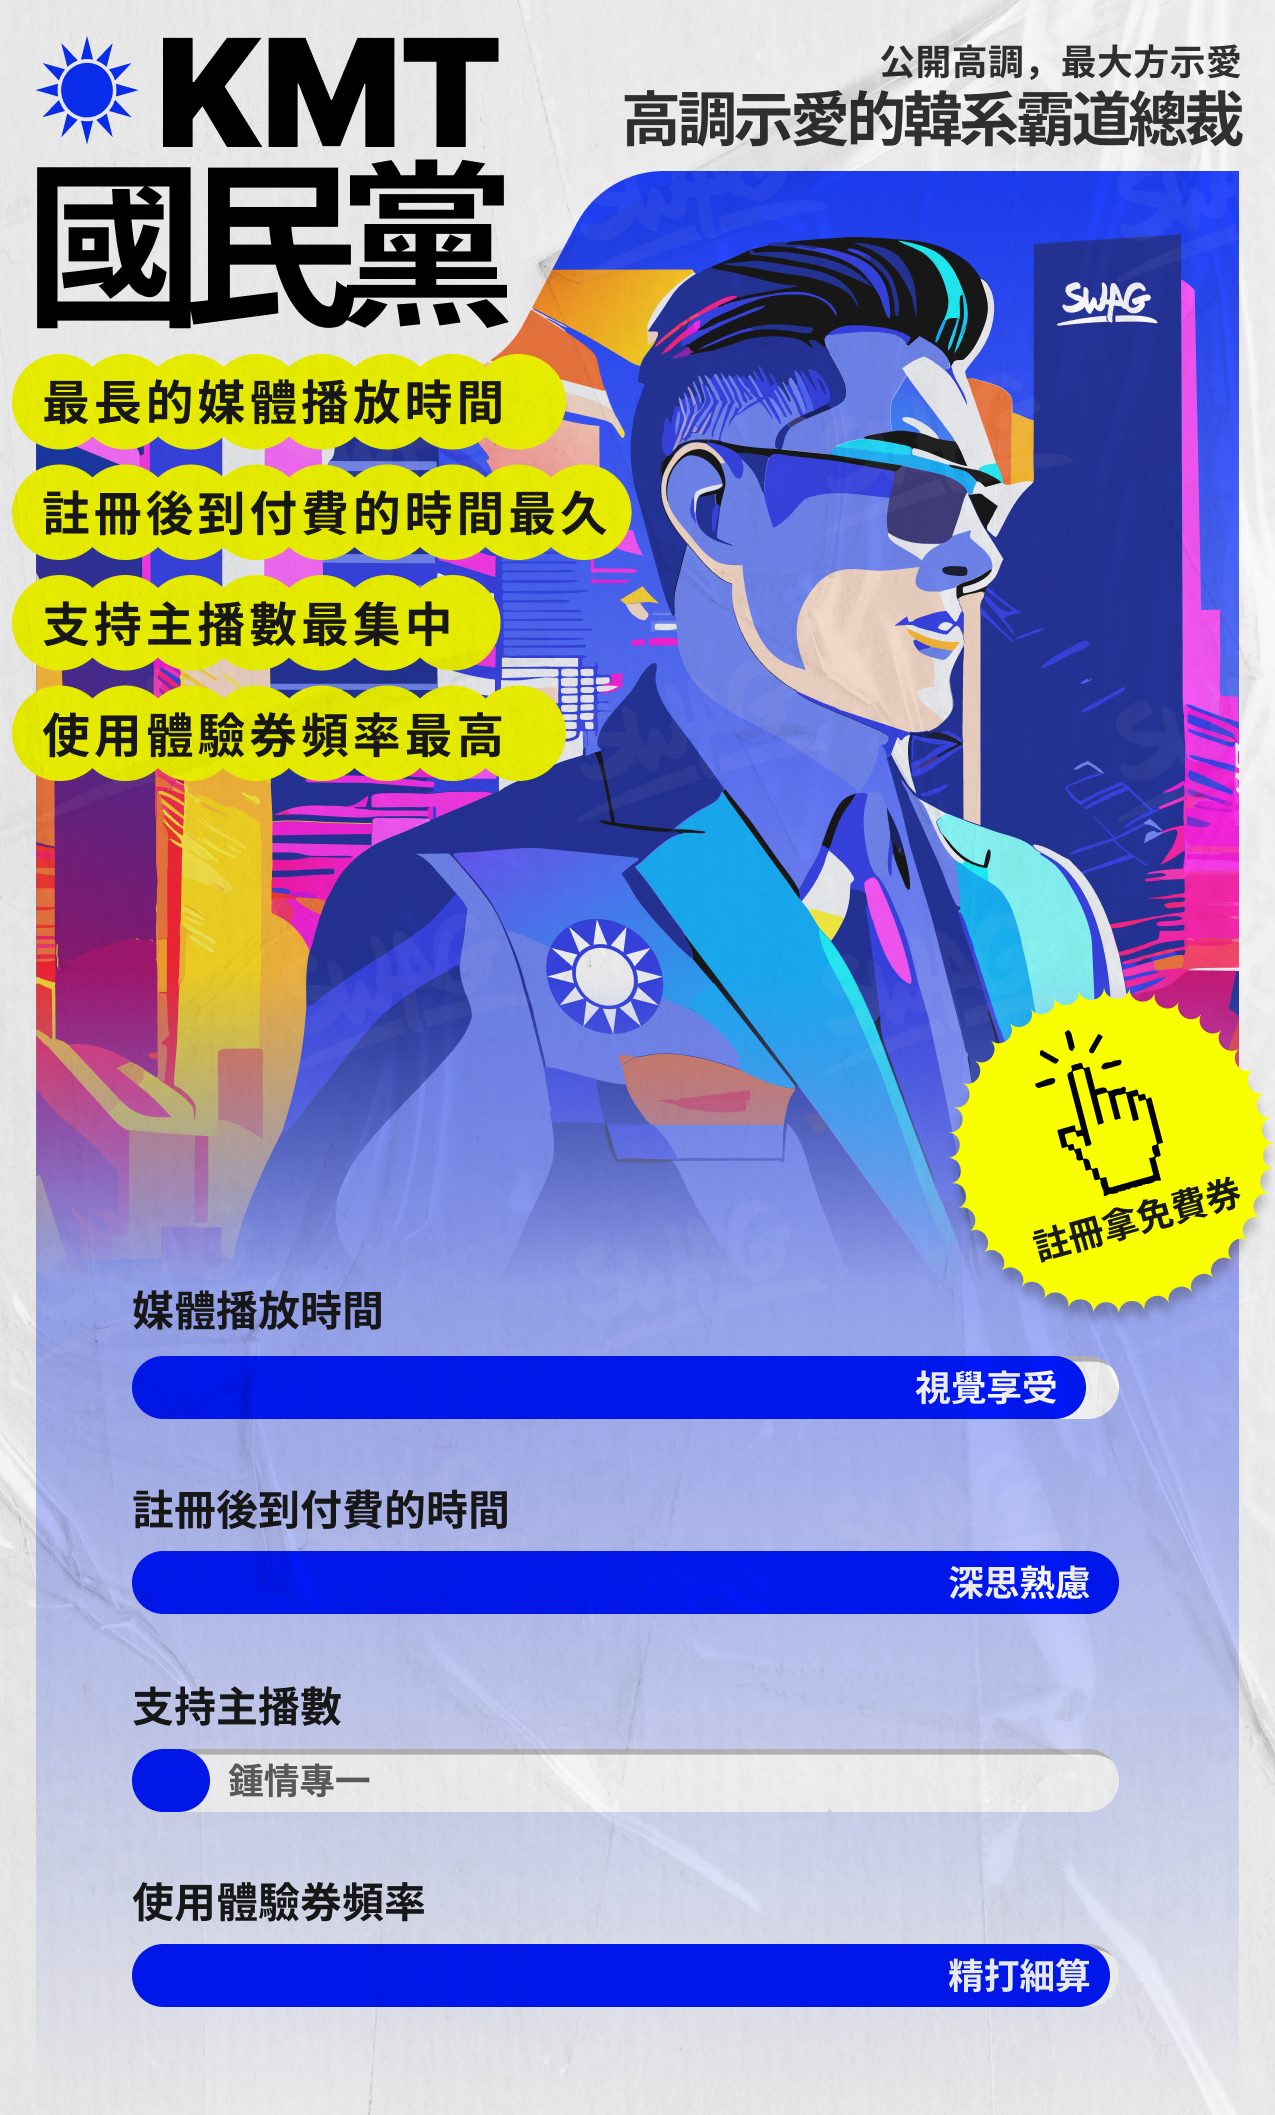 KMT
國民黨
公開高調，最大方示愛
高調示愛的韓系霸道總裁
SWAG
最長的媒體播放時間
註冊後到付費的時間最久
支持主播數最集中
使用體驗券頻率最高
註冊拿免費券
媒體播放時間
視覺享受
註冊後到付費的時間
深思熟慮
支持主播數
鍾情專一
使用體驗券頻率
精打細算